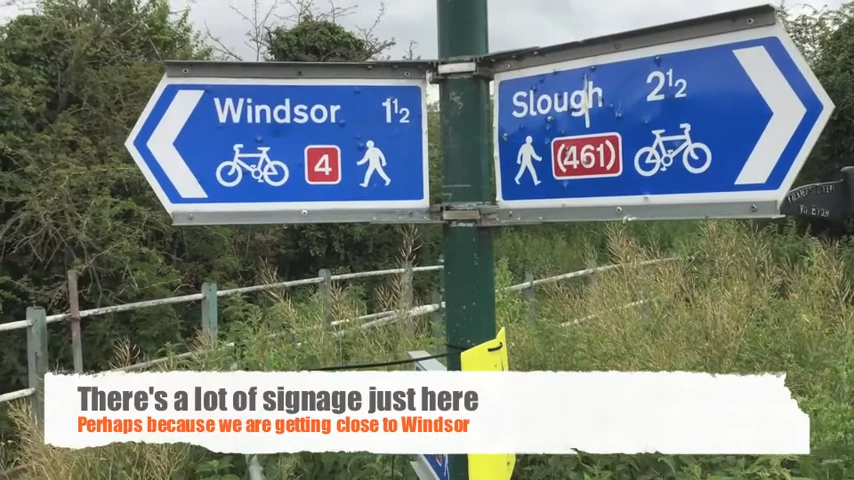 Windsor 1½
4
Slough 2½
(461)
There's a lot of signage just here
Perhaps because we are getting close to Windsor